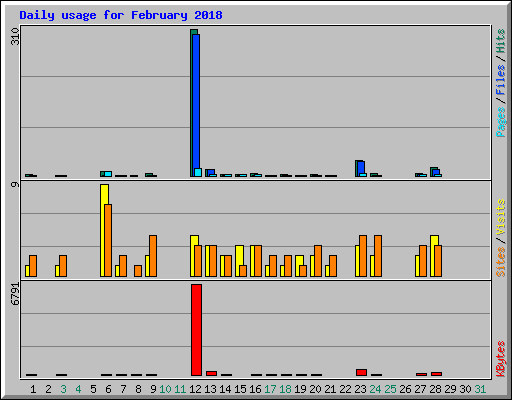 Daily usage for February 2018
310
9
6791
Pages / Files / Hits
Sites / Visits
KBytes
1 2 3 4 5 6 7 8 9 10 11 12 13 14 15 16 17 18 19 20 21 22 23 24 25 26 27 28 29 30 31